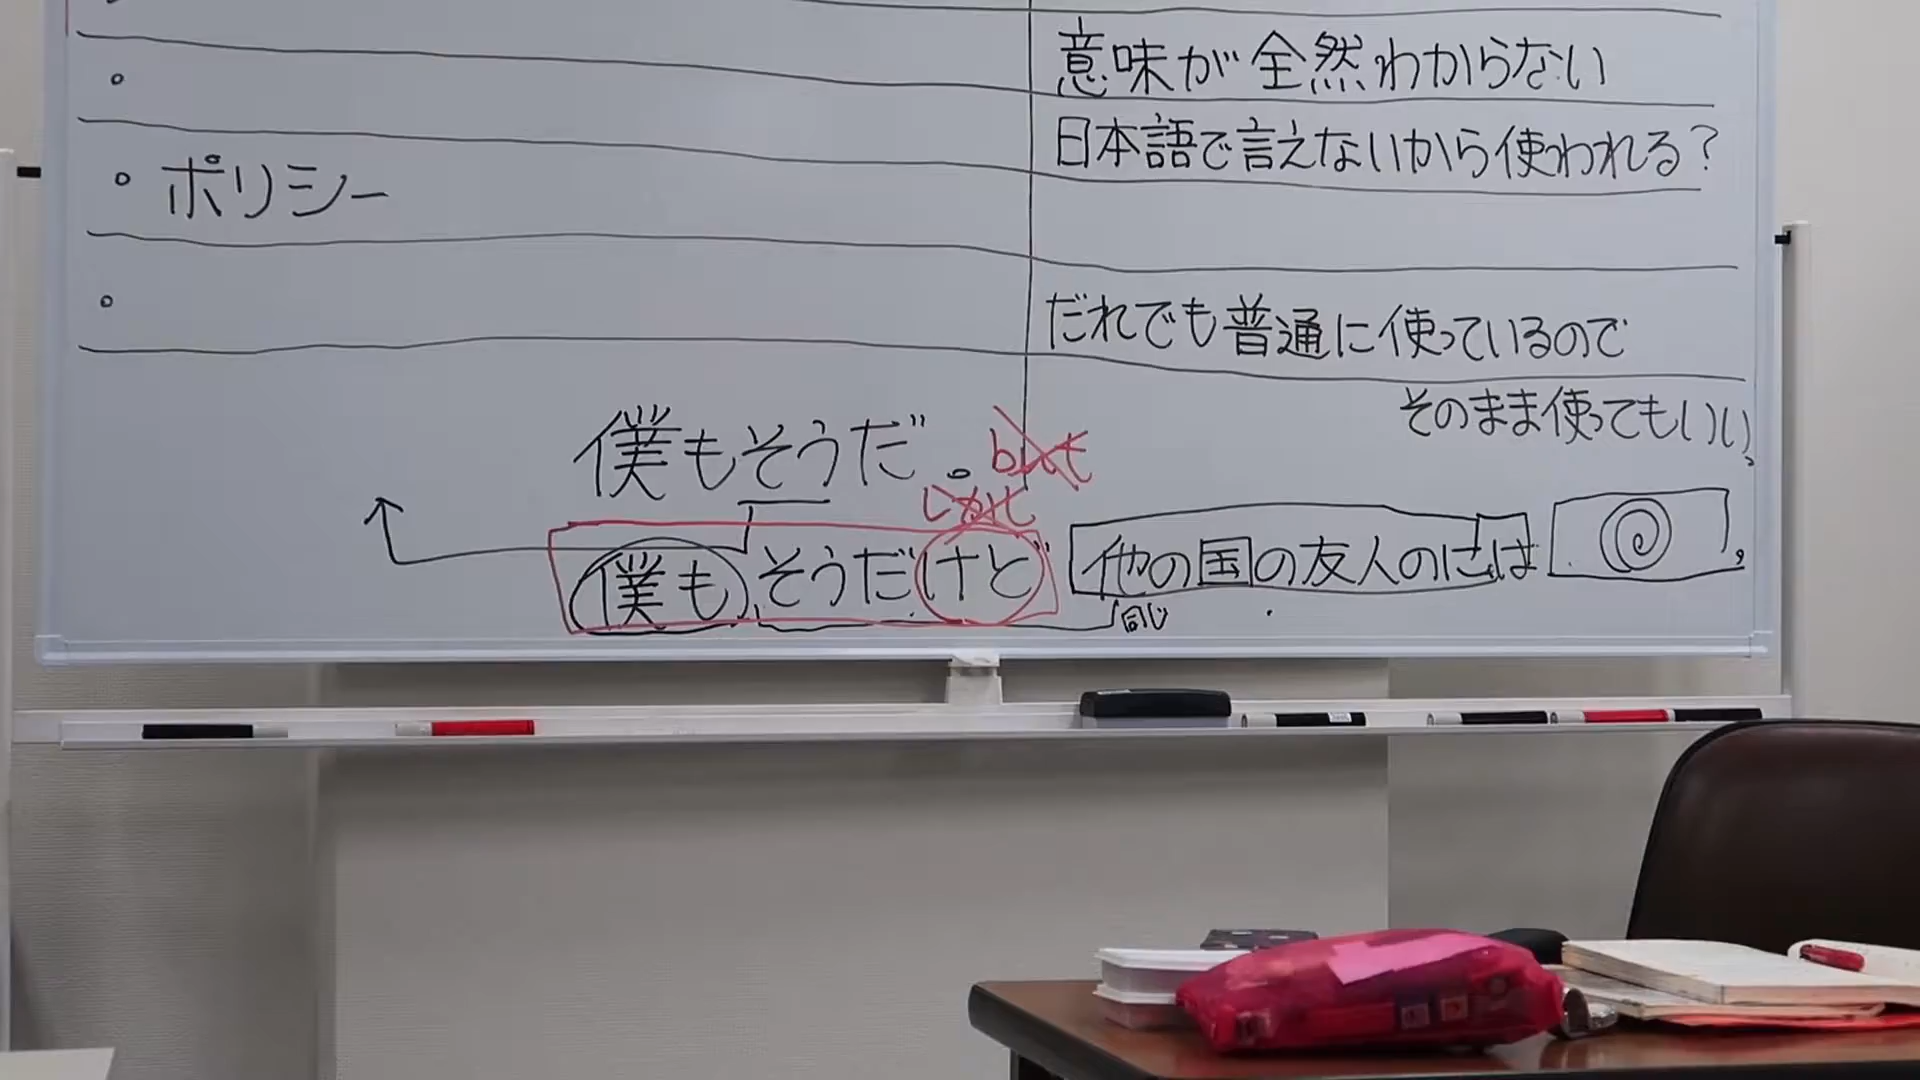 意味が全然わからない
日本語で言えないから使われる？
ポリシー
だれでも普通に使っているので
そのまま使ってもいい。
僕もそうだ。but
しかし
僕もそうだけど 他の国の友人のには
同じ